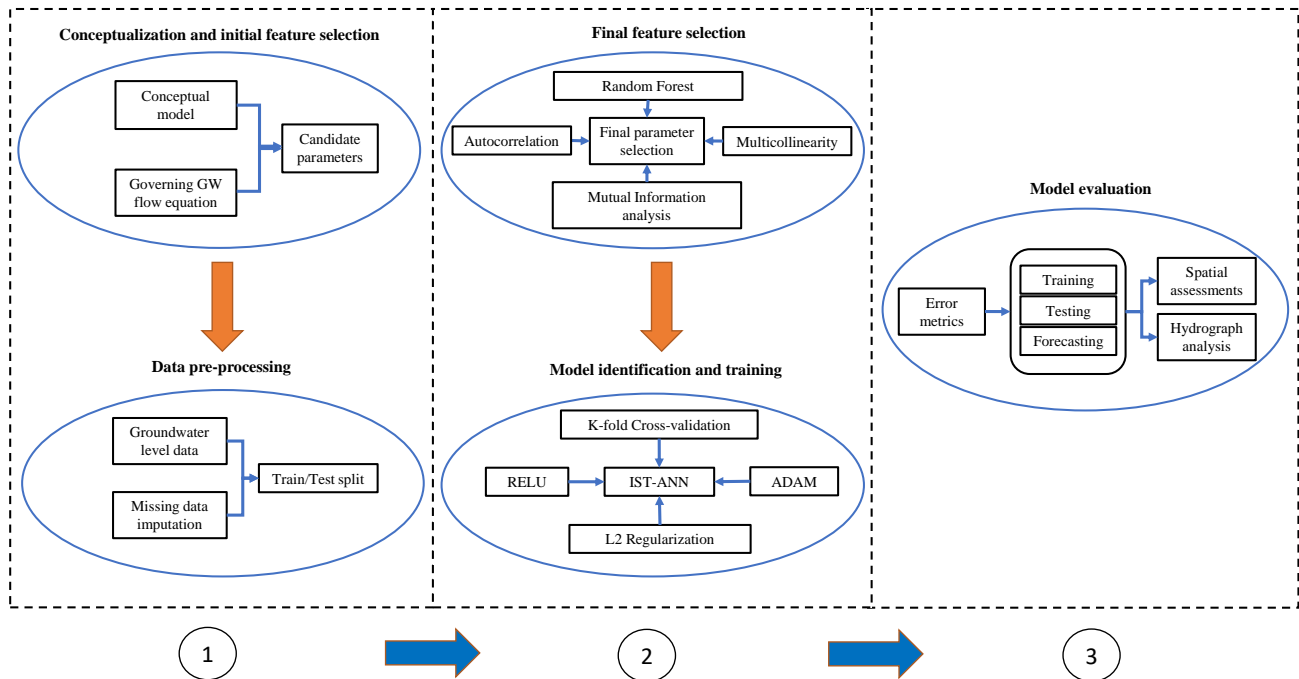 Conceptualization and initial feature selection
Conceptual
model
Governing GW
flow equation
Candidate
parameters
Data pre-processing
Groundwater
level data
Missing data
imputation
Train/Test split
Final feature selection
Random Forest
Autocorrelation
Final parameter
selection
Multicollinearity
Mutual Information
analysis
Model identification and training
K-fold Cross-validation
RELU
IST-ANN
ADAM
L2 Regularization
Model evaluation
Error
metrics
Training
Testing
Forecasting
Spatial
assessments
Hydrograph
analysis
1
2
3